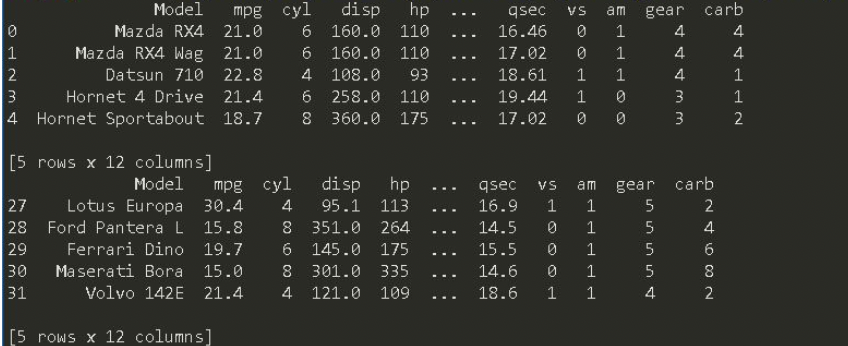 Model mpg cyl disp hp ... qsec vs am gear carb
0 Mazda RX4 21.0 6 160.0 110 ... 16.46 0 1 4 4
1 Mazda RX4 Wag 21.0 6 160.0 110 ... 17.02 0 1 4 4
2 Datsun 710 22.8 4 108.0 93 ... 18.61 1 1 4 1
3 Hornet 4 Drive 21.4 6 258.0 110 ... 19.44 1 0 3 1
4 Hornet Sportabout 18.7 8 360.0 175 ... 17.02 0 0 3 2
[5 rows x 12 columns]
Model mpg cyl disp hp ... qsec vs am gear carb
27 Lotus Europa 30.4 4 95.1 113 ... 16.9 1 1 5 2
28 Ford Pantera L 15.8 8 351.0 264 ... 14.5 0 1 5 4
29 Ferrari Dino 19.7 6 145.0 175 ... 15.5 0 1 5 6
30 Maserati Bora 15.0 8 301.0 335 ... 14.6 0 1 5 8
31 Volvo 142E 21.4 4 121.0 109 ... 18.6 1 1 4 2
[5 rows x 12 columns]